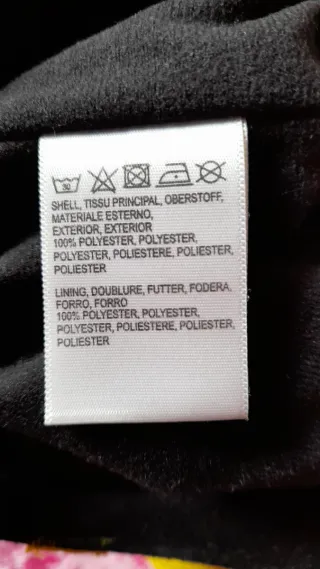 30
SHELL, TISSU PRINCIPAL, OBERSTOFF,
MATERIALE ESTERNO,
EXTERIOR, EXTERIOR
100% POLYESTER, POLYESTER,
POLYESTER, POLIESTERE, POLIESTER,
POLIESTER
LINING, DOUBLURE, FUTTER, FODERA,
FORRO, FORRO
100% POLYESTER, POLYESTER,
POLYESTER, POLIESTERE, POLIESTER,
POLIESTER